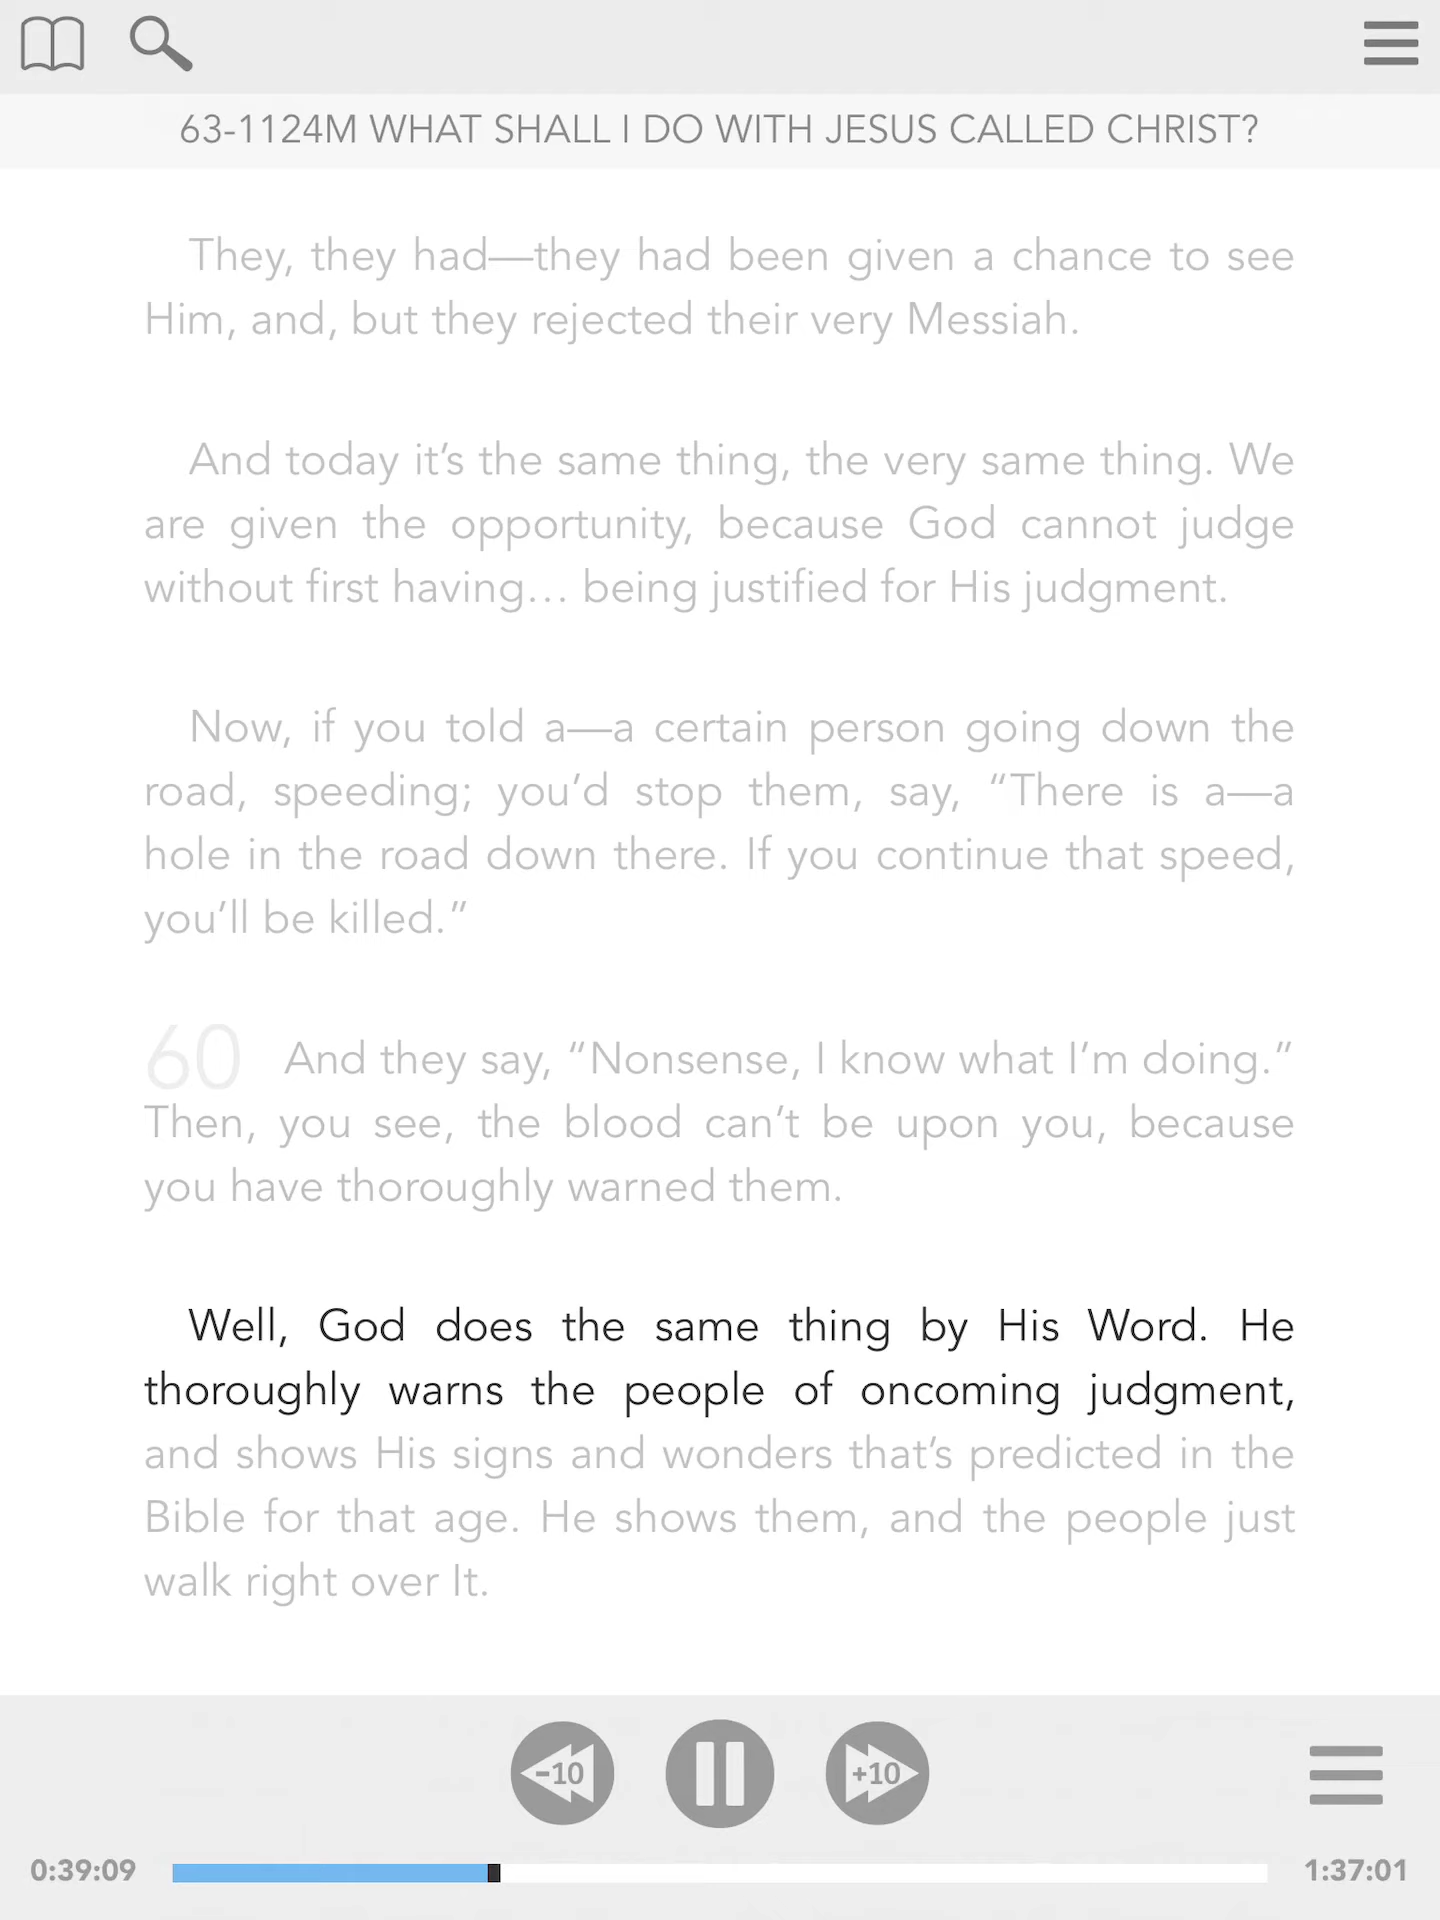 63-1124M WHAT SHALL I DO WITH JESUS CALLED CHRIST?
They, they had—they had been given a chance to see
Him, and, but they rejected their very Messiah.
And today it’s the same thing, the very same thing. We
are given the opportunity, because God cannot judge
without first having… being justified for His judgment.
Now, if you told a—a certain person going down the
road, speeding; you’d stop them, say, “There is a—a
hole in the road down there. If you continue that speed,
you’ll be killed.”
60 And they say, “Nonsense, I know what I’m doing.”
Then, you see, the blood can’t be upon you, because
you have thoroughly warned them.
Well, God does the same thing by His Word. He
thoroughly warns the people of oncoming judgment,
and shows His signs and wonders that’s predicted in the
Bible for that age. He shows them, and the people just
walk right over It.
-10 +10
0:39:09 1:37:01